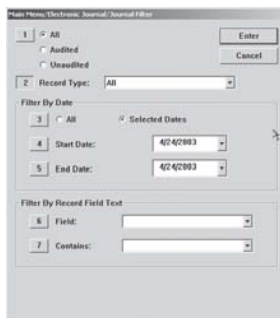 Main Menu/Electronic Journal/Journal Filter
1 All
Audited
Unaudited
Enter
Cancel
2 Record Type: All
Filter By Date
3 All Selected Dates
4 Start Date: 4/24/2003
5 End Date: 4/24/2003
Filter By Record Field Text
6 Field:
7 Contains: